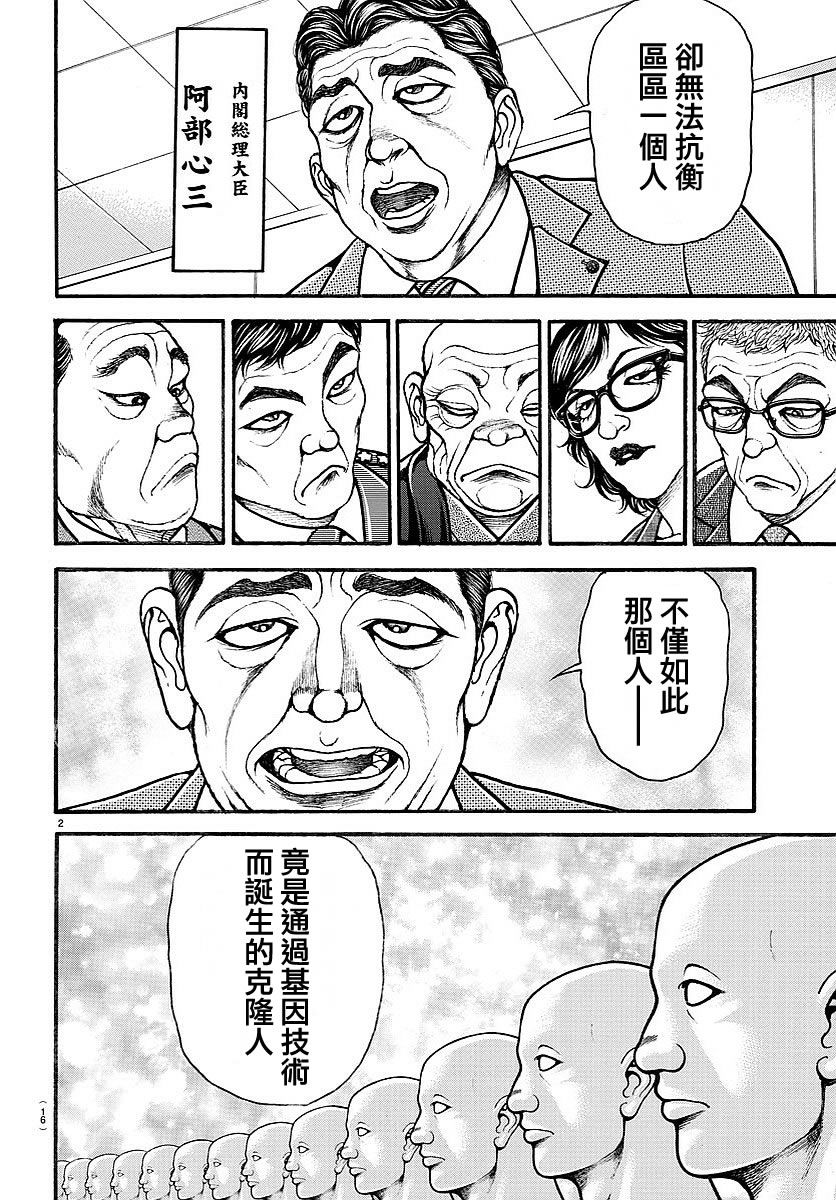 卻無法抗衡
區區一個人
内閣総理大臣
阿部心三
不僅如此
那個人——
2
竟是通過基因技術
而誕生的克隆人
(16)